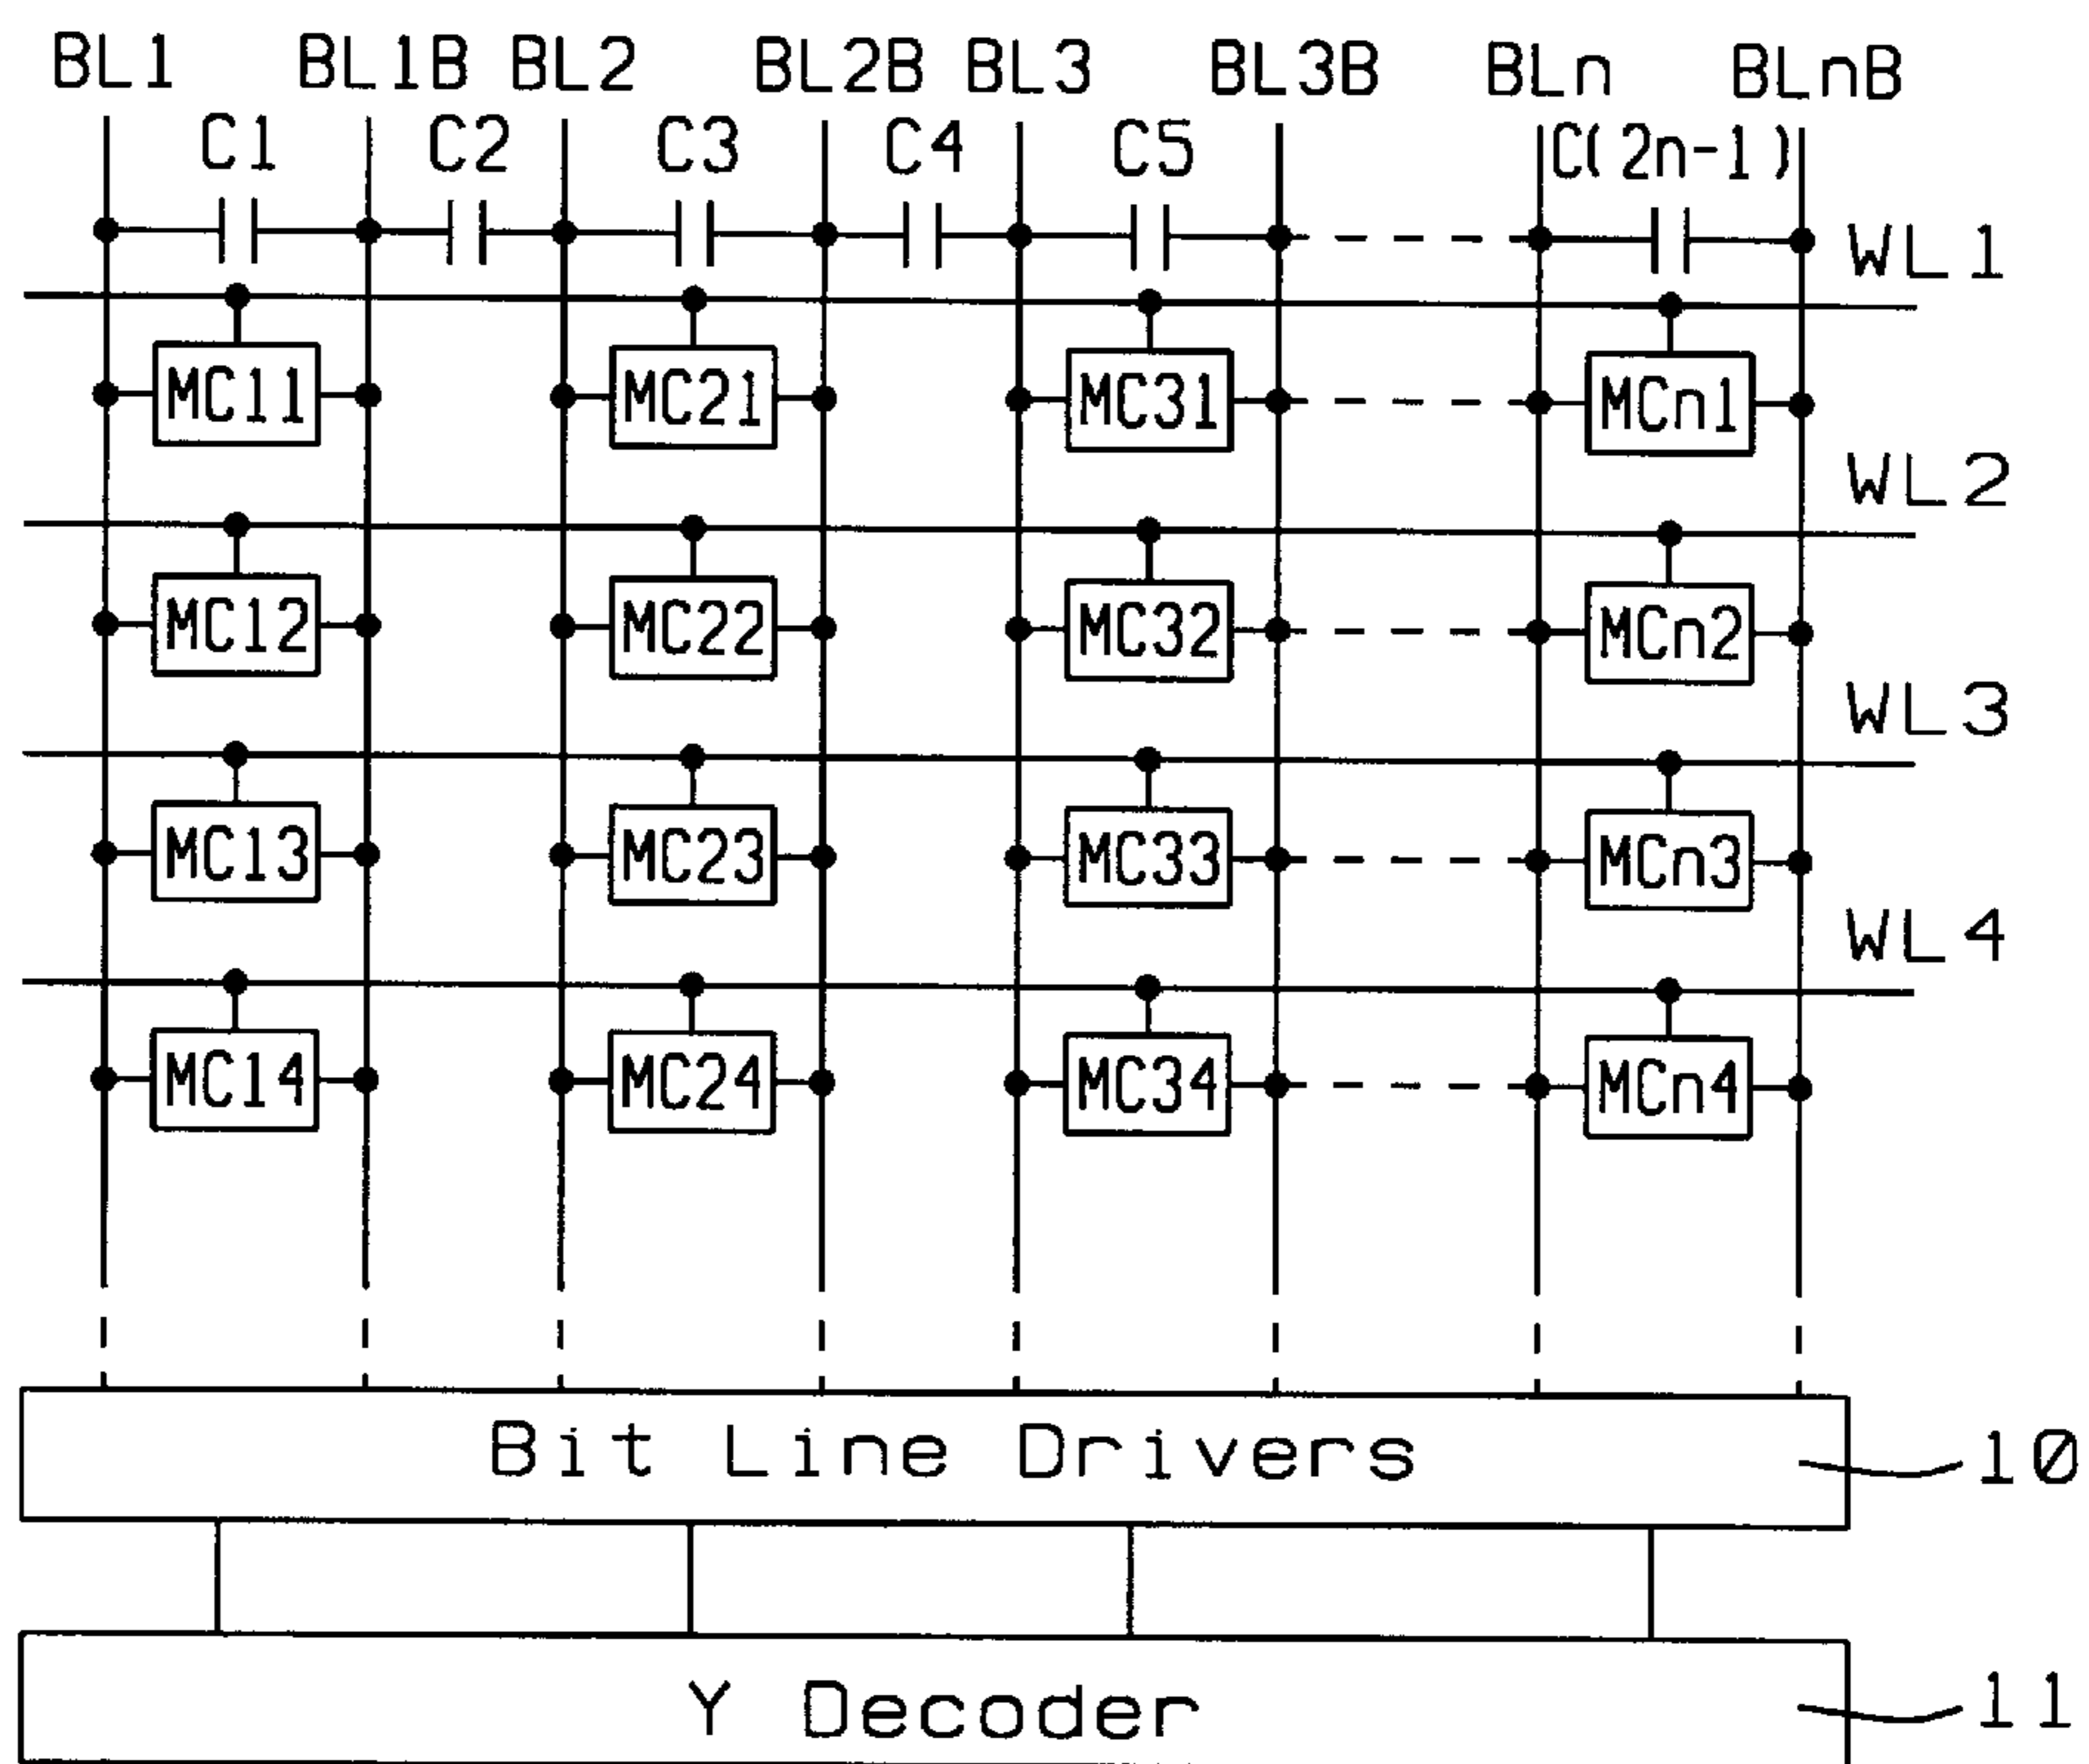 BL1 BL1B BL2 BL2B BL3 BL3B BLn BLnB
C1 C2 C3 C4 C5 C(2n-1)
WL1
MC11 MC21 MC31 MCn1
WL2
MC12 MC22 MC32 MCn2
WL3
MC13 MC23 MC33 MCn3
WL4
MC14 MC24 MC34 MCn4
Bit Line Drivers 10
Y Decoder 11